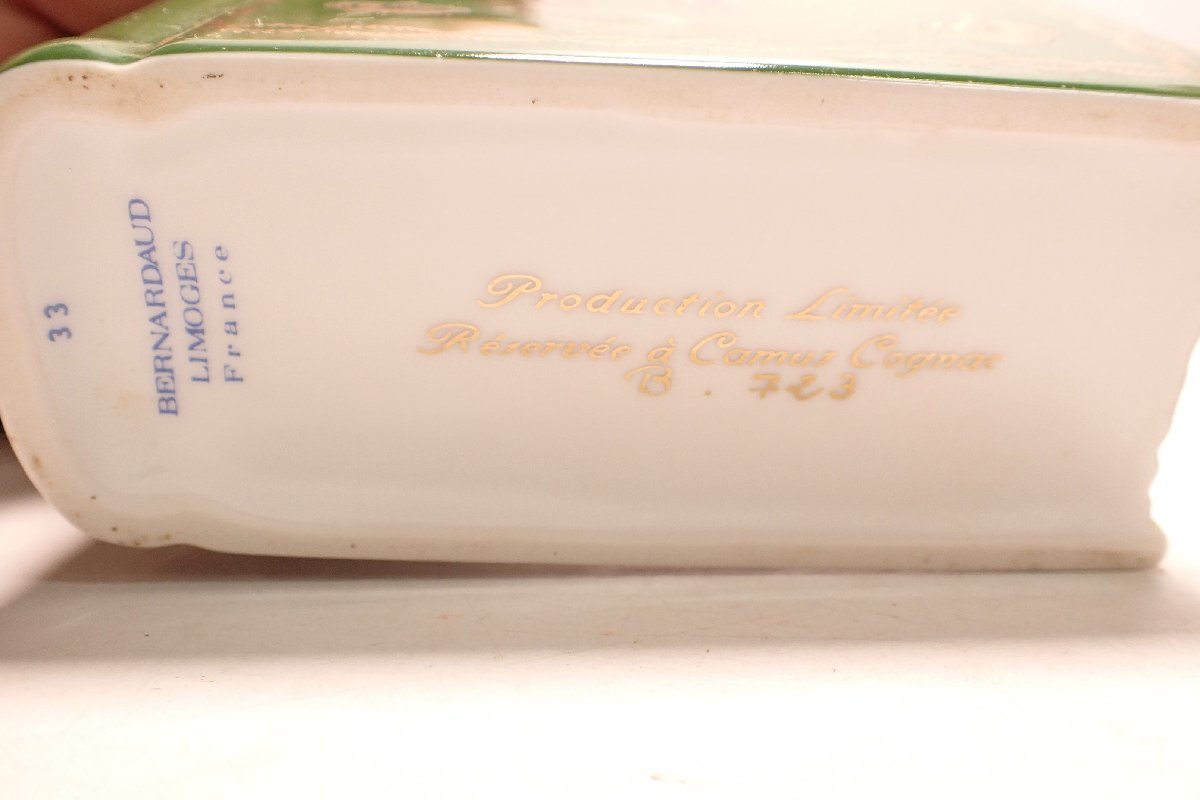 33
BERNARDAUD
LIMOGES
France
Production Limitée
Réservée à Camus Cognac
B. 723